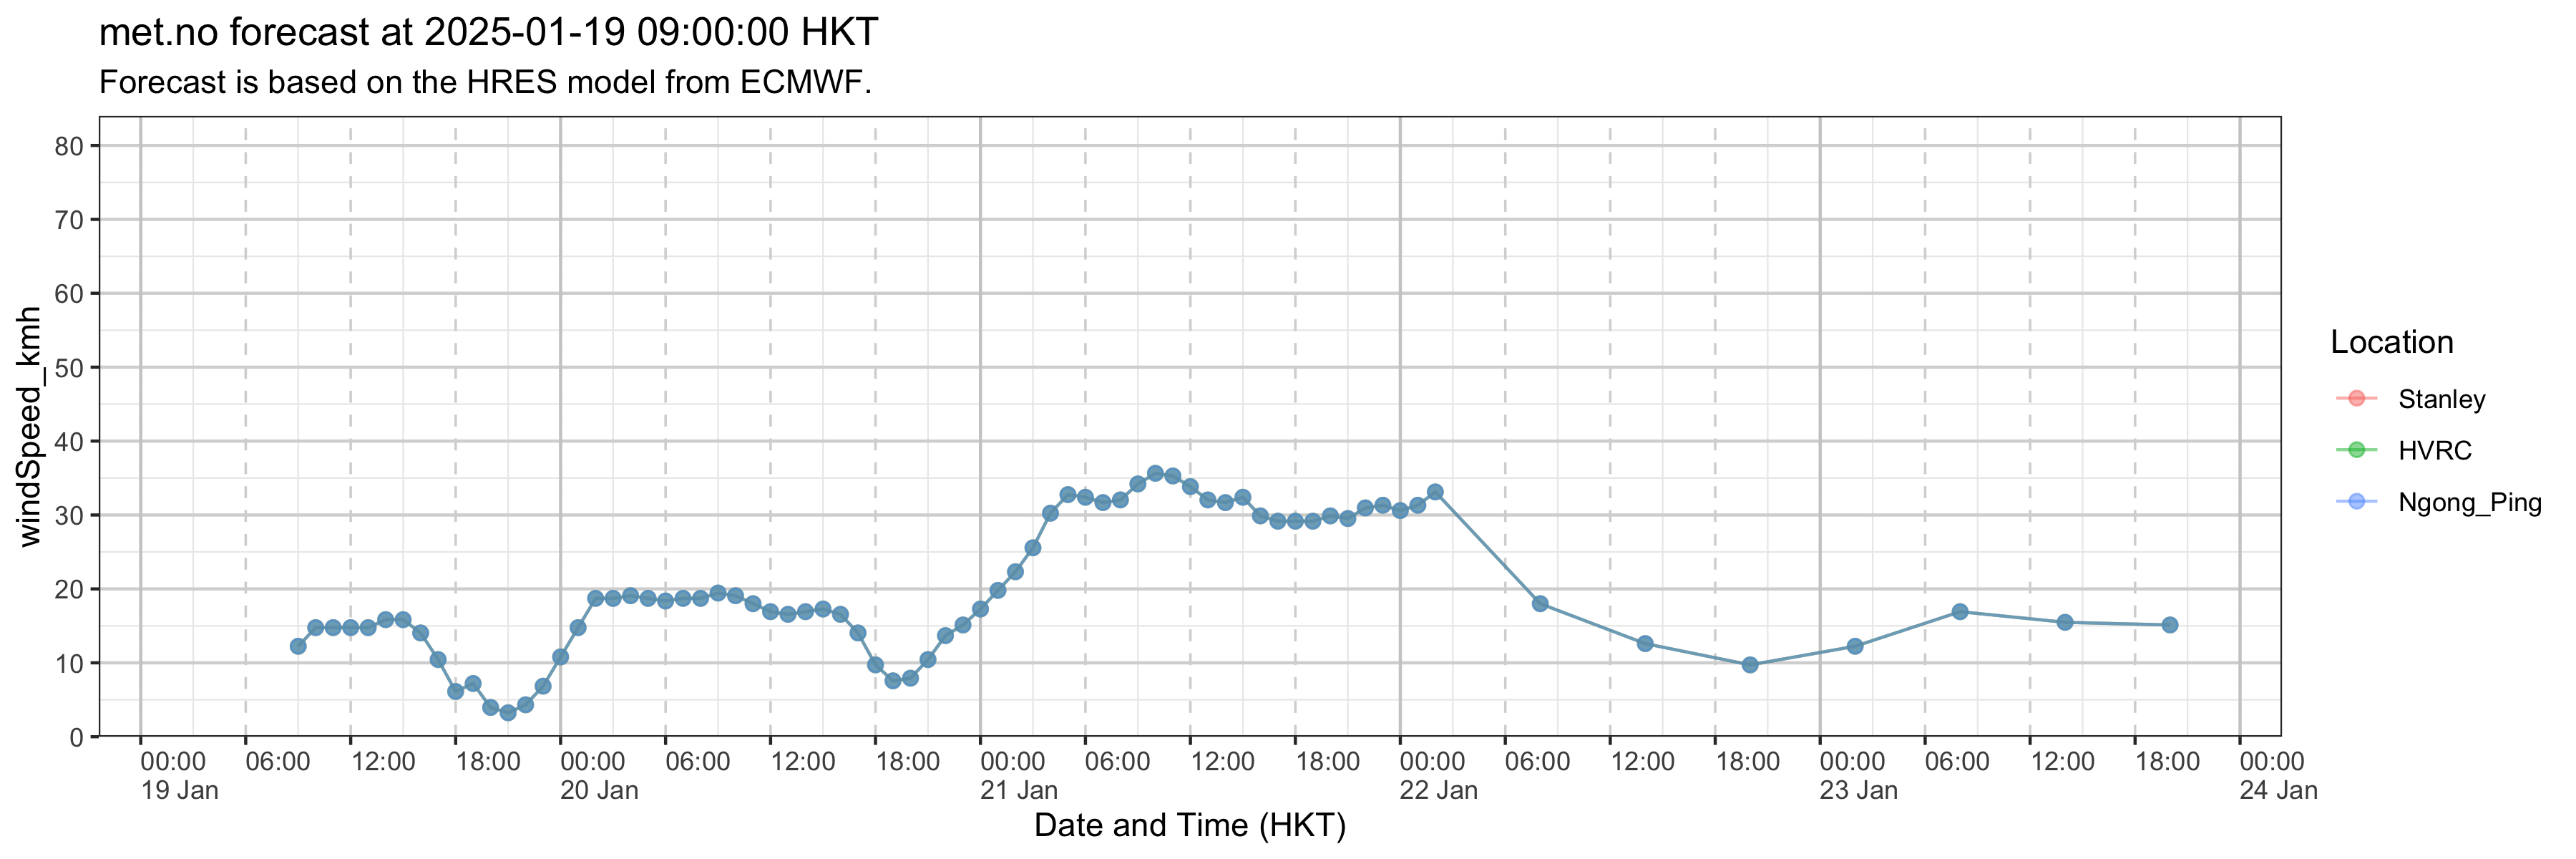 met.no forecast at 2025-01-19 09:00:00 HKT
Forecast is based on the HRES model from ECMWF.
windSpeed_kmh
80
70
60
50
40
30
20
10
0
00:00 06:00 12:00 18:00 00:00 06:00 12:00 18:00 00:00 06:00 12:00 18:00 00:00 06:00 12:00 18:00 00:00 06:00 12:00 18:00 00:00
19 Jan 20 Jan 21 Jan 22 Jan 23 Jan 24 Jan
Date and Time (HKT)
Location
Stanley
HVRC
Ngong_Ping